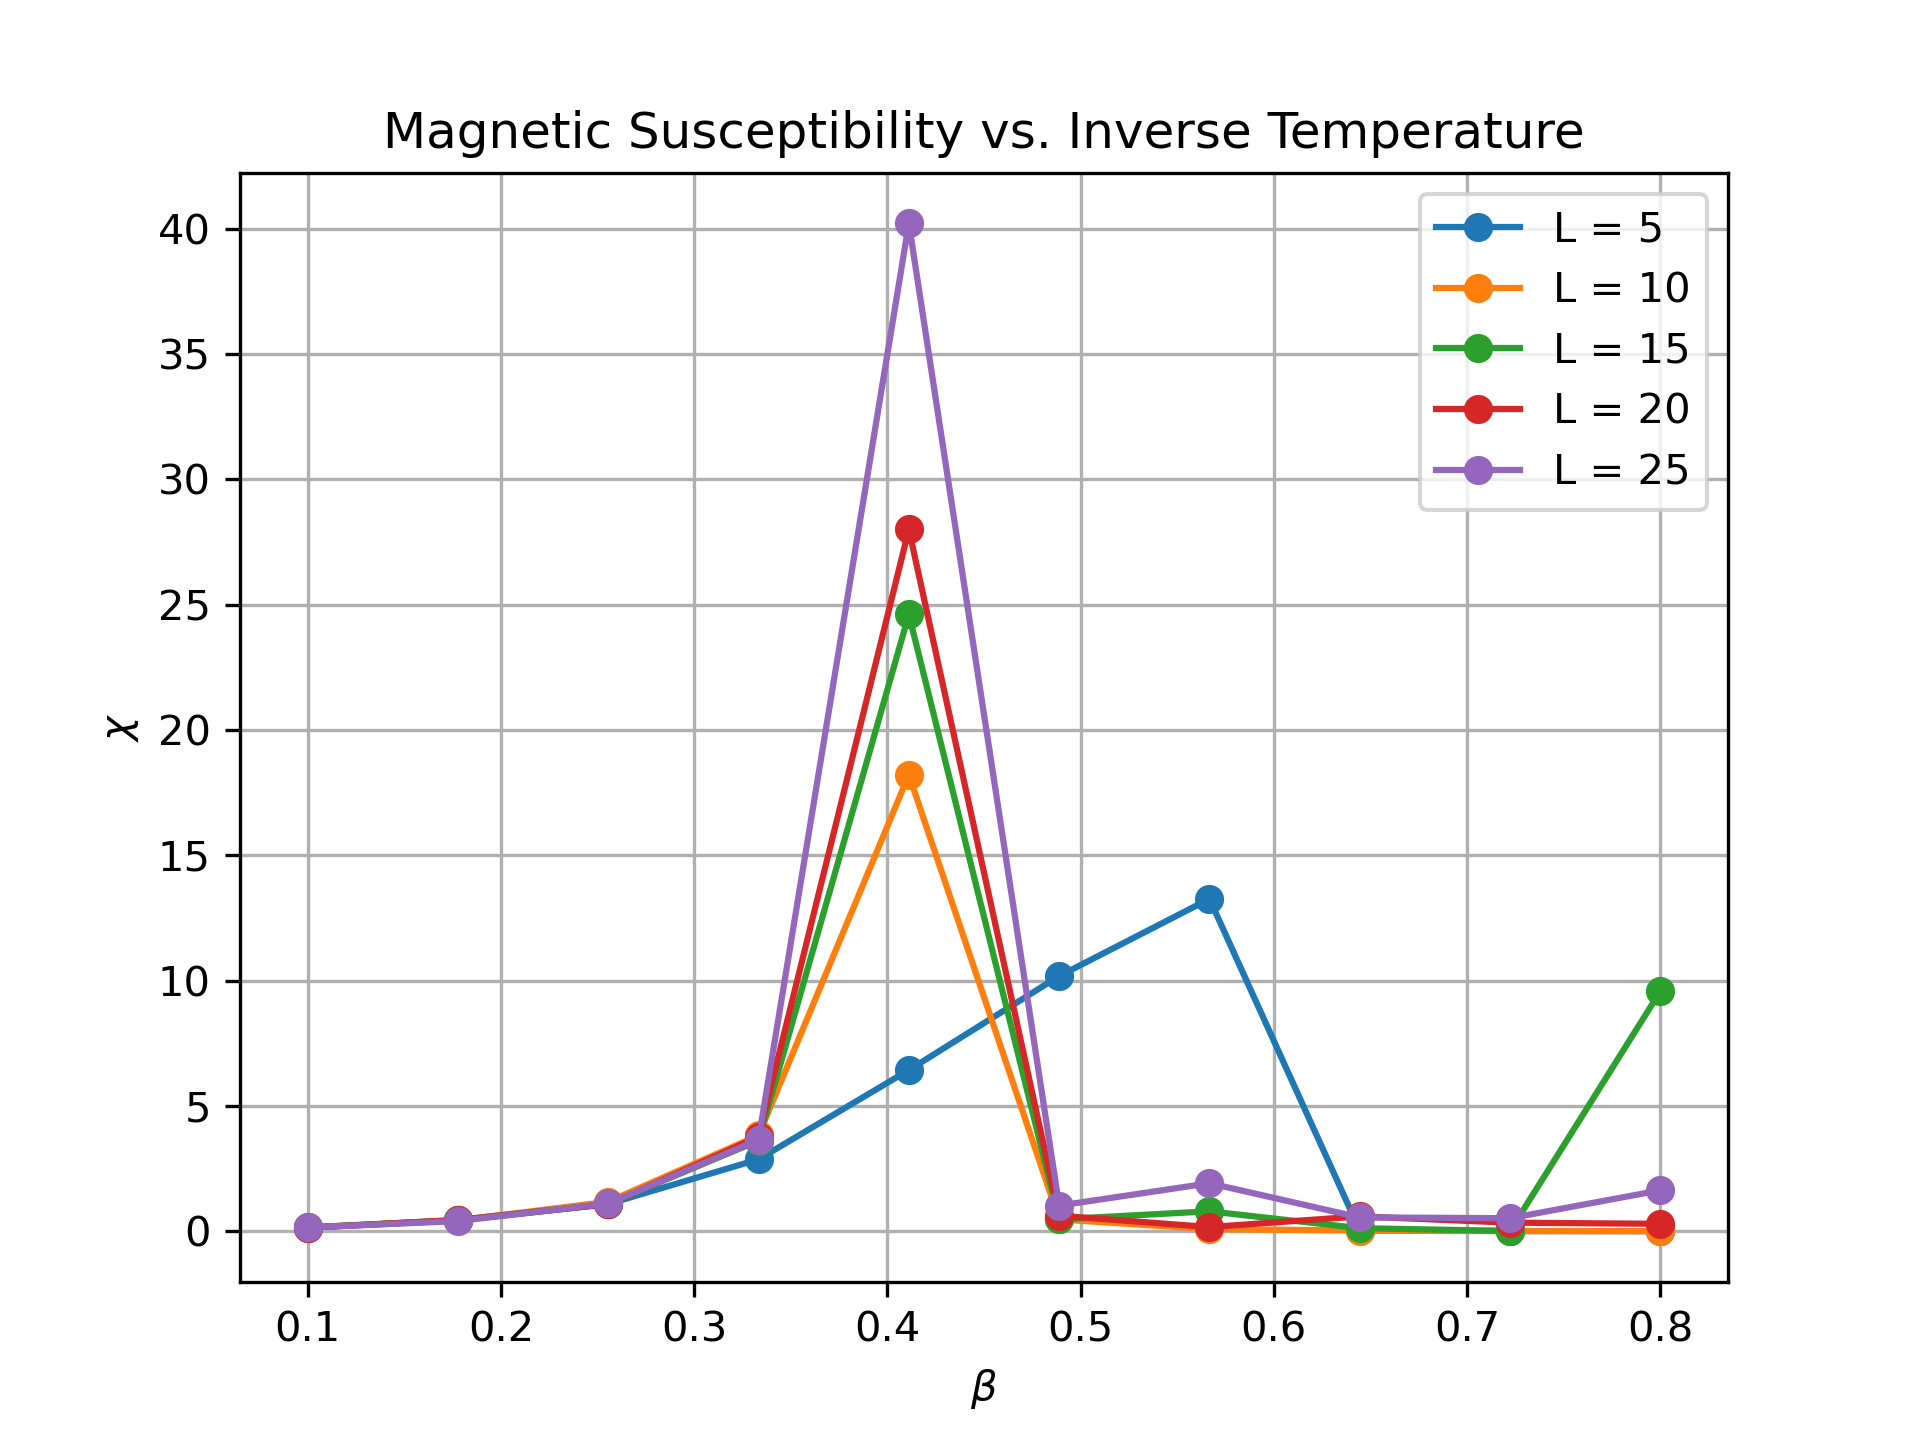 Magnetic Susceptibility vs. Inverse Temperature
L = 5
L = 10
L = 15
L = 20
L = 25
40
35
30
25
20
15
10
5
0
χ
0.1 0.2 0.3 0.4 0.5 0.6 0.7 0.8
β